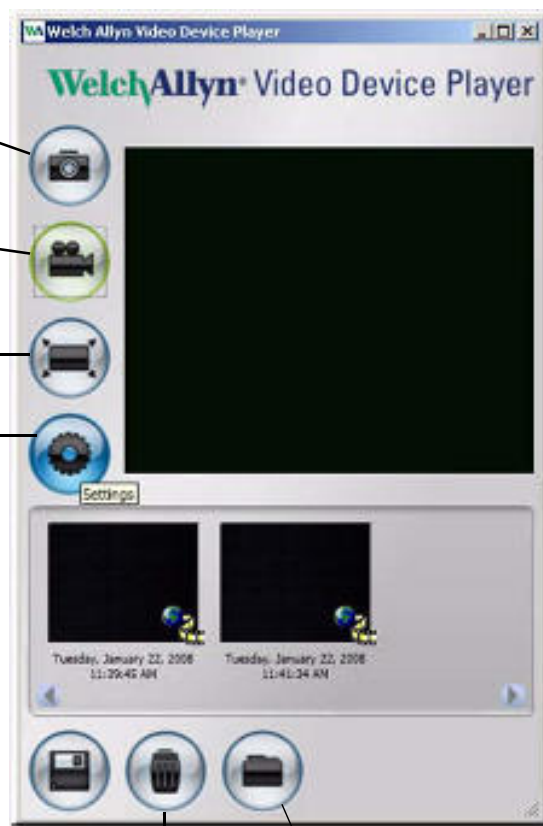 WA Welch Allyn Video Device Player
WelchAllyn® Video Device Player
Settings
Tuesday, January 22, 2008
11:39:45 AM
Tuesday, January 22, 2008
11:41:34 AM